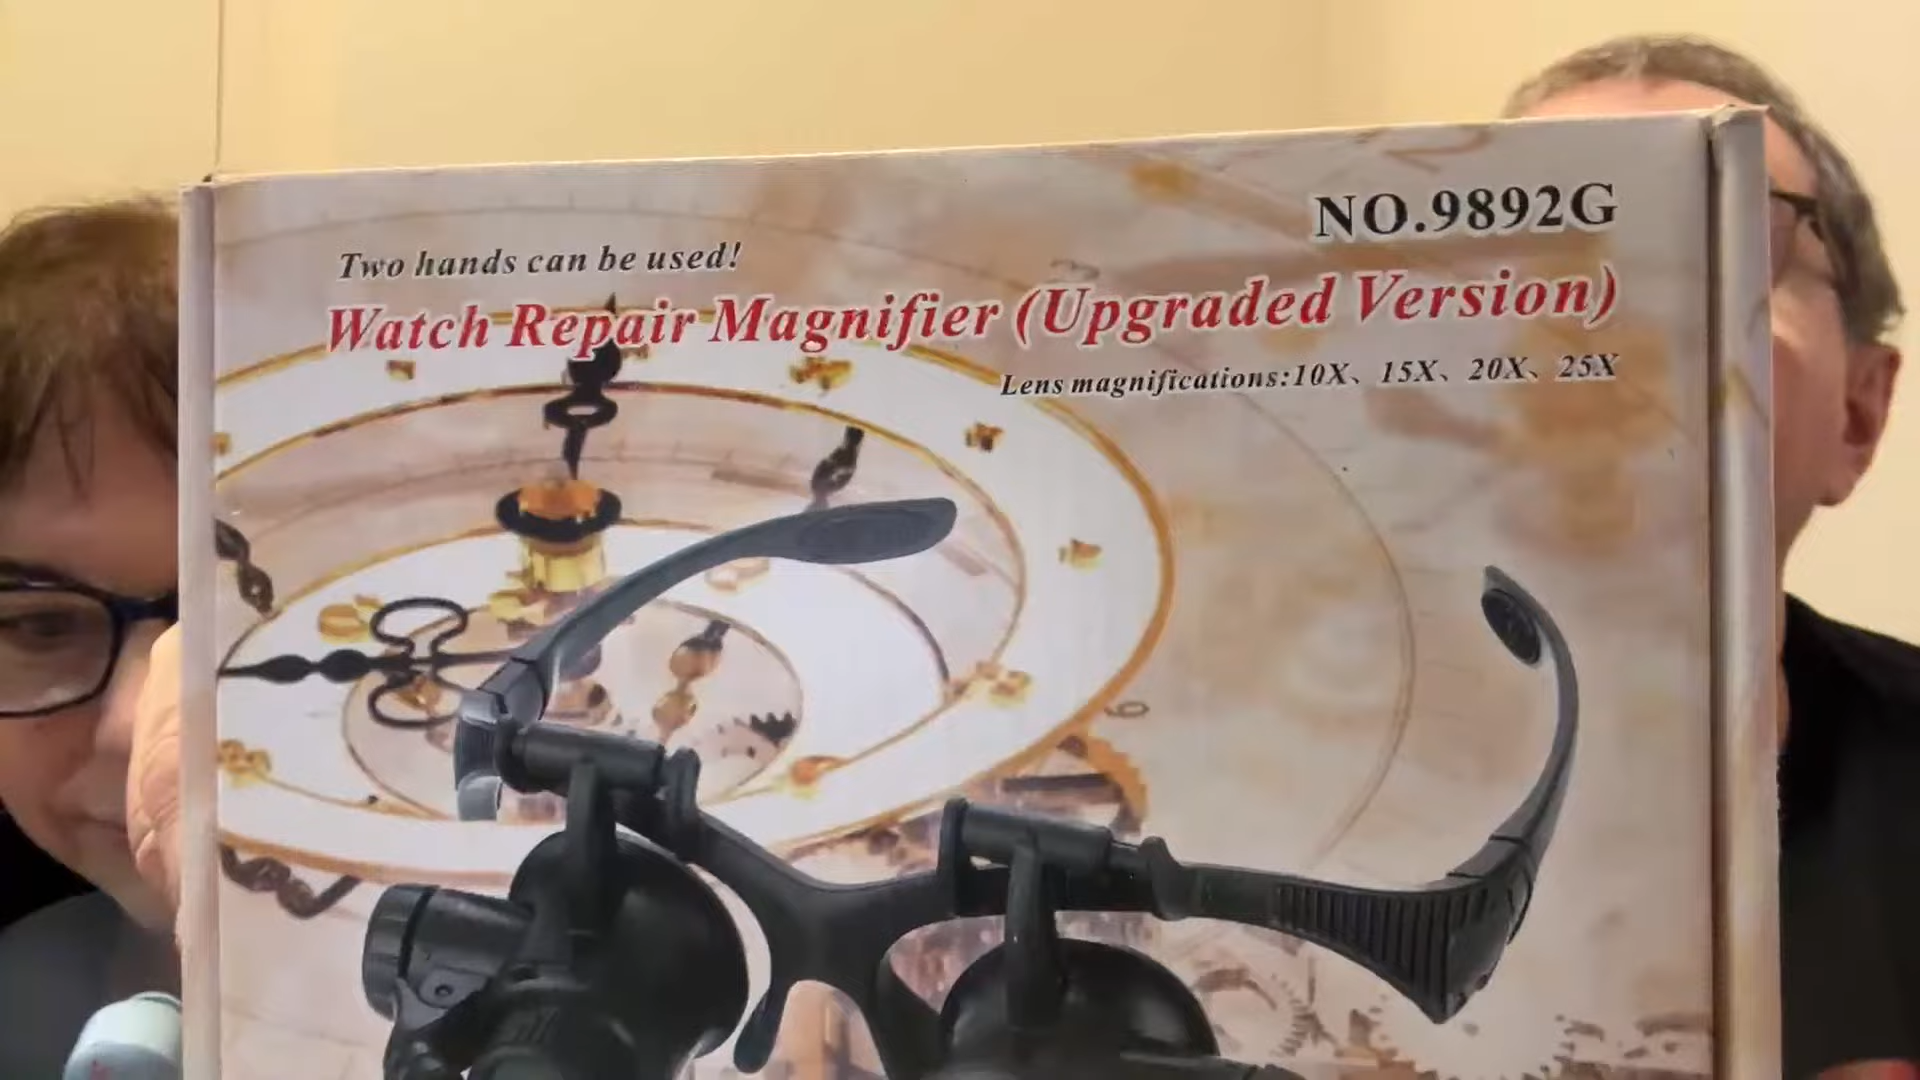 NO.9892G
Two hands can be used!
Watch Repair Magnifier (Upgraded Version)
Lens magnifications:10X、15X、20X、25X